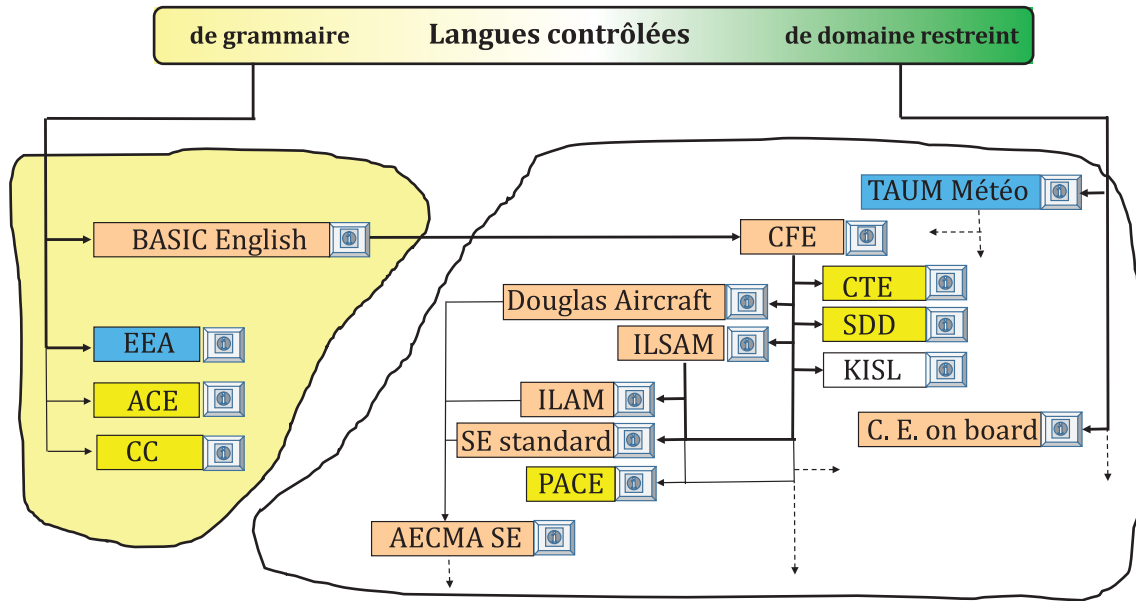 de grammaire Langues contrôlées de domaine restreint
TAUM Météo
BASIC English
CFE
CTE
Douglas Aircraft
SDD
EEA
ILSAM
KISL
ACE
ILAM
C. E. on board
CC
SE standard
PACE
AECMA SE